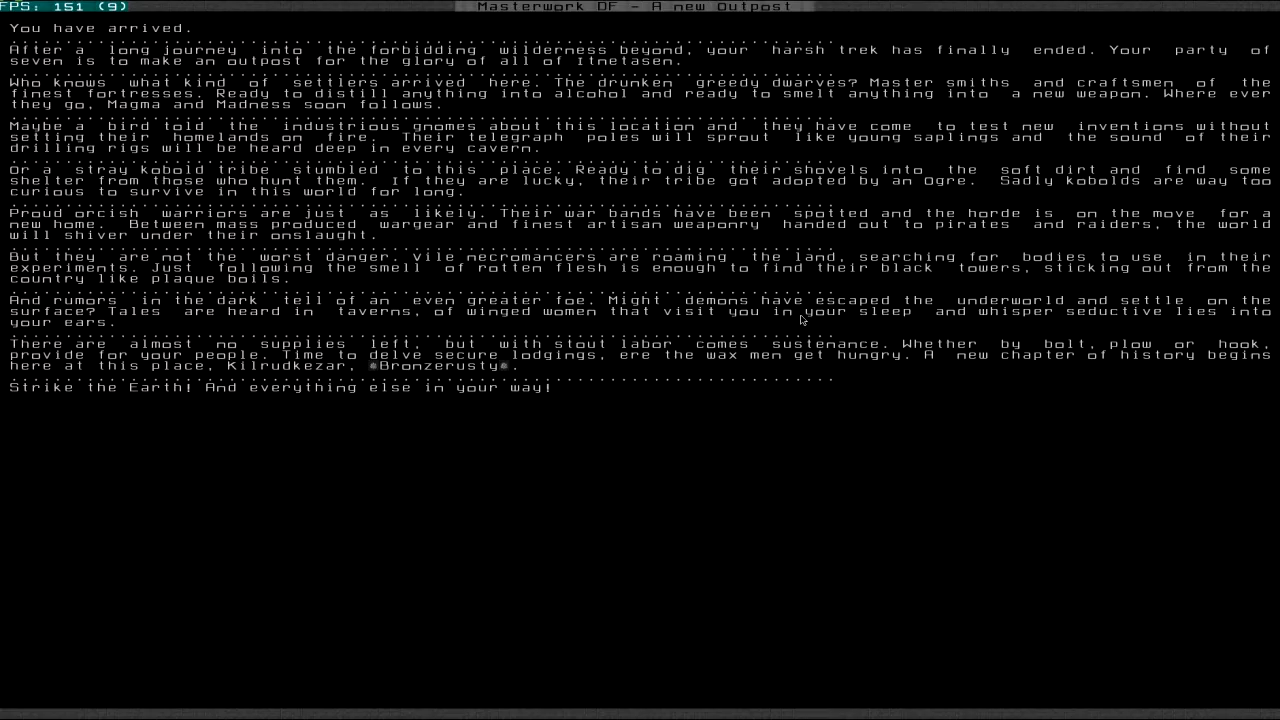 FPS: 151 (9)
Masterwork DF - A new Outpost
You have arrived.
After a long journey into the forbidding wilderness beyond, your harsh trek has finally ended. Your party of
seven is to make an outpost for the glory of all of Itnetasen.
Who knows what kind of settlers arrived here. The drunken greedy dwarves? Master smiths and craftsmen of the
finest fortresses. Ready to distill anything into alcohol and ready to smelt anything into a new weapon. Where ever
they go, Magma and Madness soon follows.
Maybe a bird told the industrious gnomes about this location and they have come to test new inventions without
setting their homelands on fire. Their telegraph poles will sprout like young saplings and the sound of their
drilling rigs will be heard deep in every cavern.
Or a stray kobold tribe stumbled to this place. Ready to dig their shovels into the soft dirt and find some
shelter from those who hunt them. If they are lucky, their tribe got adopted by an Ogre. Sadly kobolds are way too
curious to survive in this world for long.
Proud orcish warriors are just as likely. Their war bands have been spotted and the horde is on the move for a
new home. Between mass produced wargear and finest artisan weaponry handed out to pirates and raiders, the world
will shiver under their onslaught.
But they are not the worst danger. Vile necromancers are roaming the land, searching for bodies to use in their
experiments. Just following the smell of rotten flesh is enough to find their black towers, sticking out from the
country like plaque boils.
And rumors in the dark tell of an even greater foe. Might demons have escaped the underworld and settle on the
surface? Tales are heard in taverns, of winged women that visit you in your sleep and whisper seductive lies into
your ears.
There are almost no supplies left, but with stout labor comes sustenance. Whether by bolt, plow or hook,
provide for your people. Time to delve secure lodgings, ere the wax men get hungry. A new chapter of history begins
here at this place, Kilrudkezar, *Bronzerusty*.
Strike the Earth! And everything else in your way!